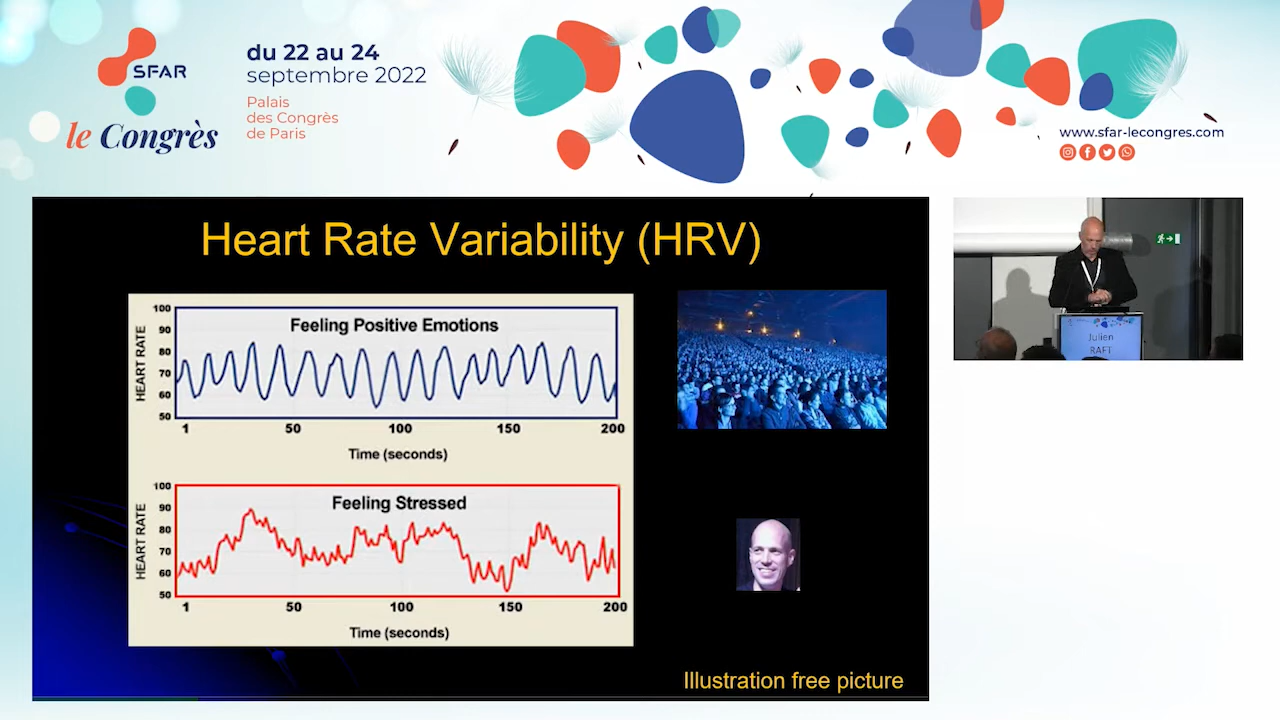 SFAR
le Congrès
du 22 au 24
septembre 2022
Palais
des Congrès
de Paris
www.sfar-lecongres.com
Heart Rate Variability (HRV)
Feeling Positive Emotions
HEART RATE
100
90
80
70
60
50
1 50 100 150 200
Time (seconds)
Feeling Stressed
HEART RATE
100
90
80
70
60
50
1 50 100 150 200
Time (seconds)
Illustration free picture
Julien
RAFT